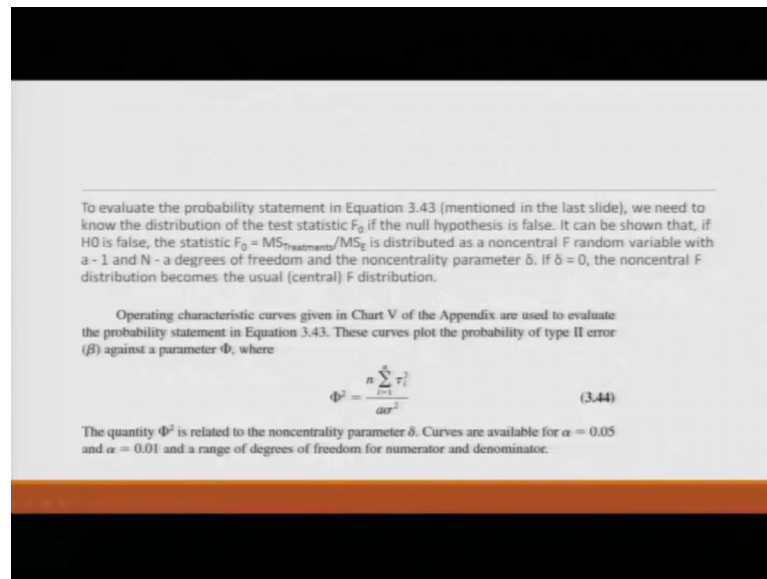 To evaluate the probability statement in Equation 3.43 (mentioned in the last slide), we need to
know the distribution of the test statistic F₀ if the null hypothesis is false. It can be shown that, if
H0 is false, the statistic F₀ = MS_Treatments/MS_E is distributed as a noncentral F random variable with
a - 1 and N - a degrees of freedom and the noncentrality parameter δ. If δ = 0, the noncentral F
distribution becomes the usual (central) F distribution.
Operating characteristic curves given in Chart V of the Appendix are used to evaluate
the probability statement in Equation 3.43. These curves plot the probability of type II error
(β) against a parameter Φ, where
Φ² = n ∑_{i=1}^{a} τᵢ² / aσ² (3.44)
The quantity Φ² is related to the noncentrality parameter δ. Curves are available for α = 0.05
and α = 0.01 and a range of degrees of freedom for numerator and denominator.